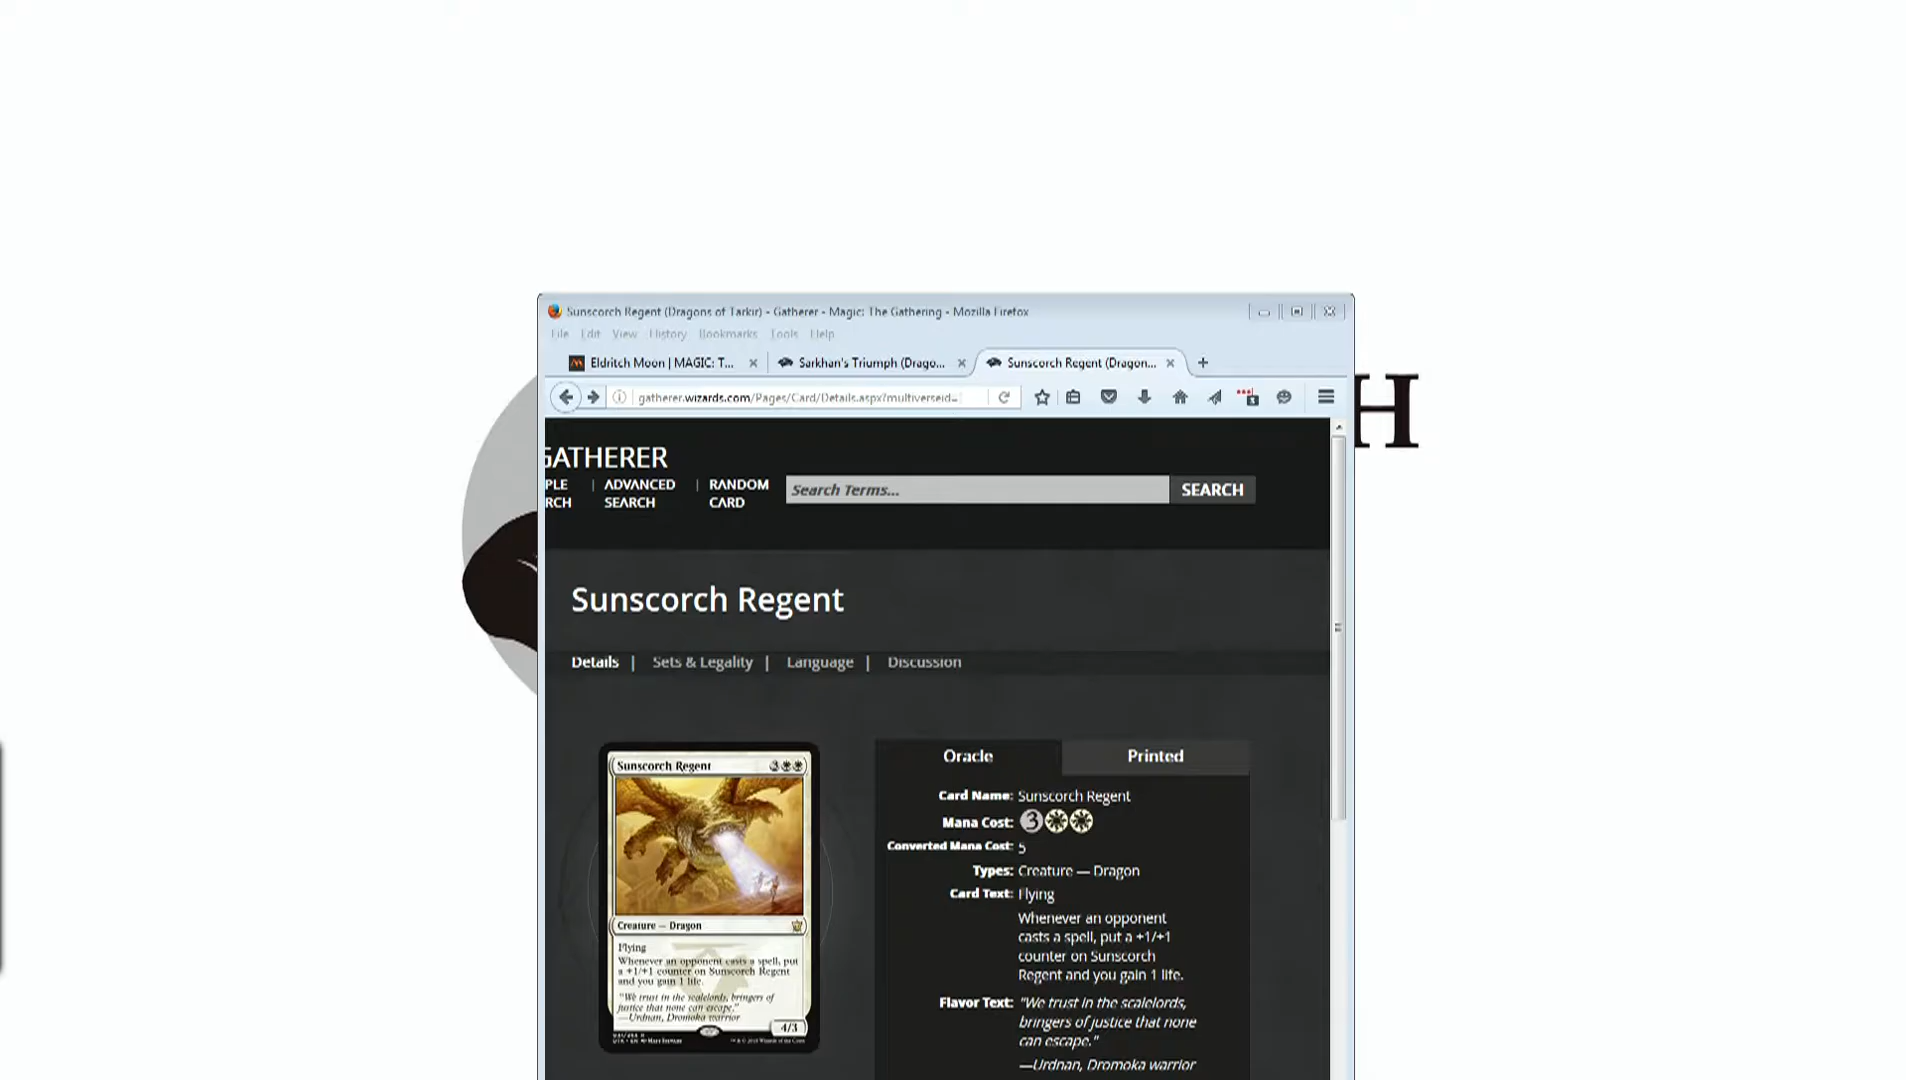 Sunscorch Regent (Dragons of Tarkir) - Gatherer - Magic: The Gathering - Mozilla Firefox
File Edit View History Bookmarks Tools Help
Eldritch Moon | MAGIC: T...
Sarkhan's Triumph (Drago...
Sunscorch Regent (Dragon...
gatherer.wizards.com/Pages/Card/Details.aspx?multiverseid=
H
GATHERER
PLE
RCH
| ADVANCED
SEARCH
| RANDOM
CARD
Search Terms...
SEARCH
Sunscorch Regent
Details | Sets & Legality | Language | Discussion
Sunscorch Regent 3
Creature — Dragon
Flying
Whenever an opponent casts a spell, put
a +1/+1 counter on Sunscorch Regent
and you gain 1 life.
"We trust in the scalelords, bringers of
justice that none can escape."
—Urdnan, Dromoka warrior
4/3
Oracle
Printed
Card Name: Sunscorch Regent
Mana Cost: 3
Converted Mana Cost: 5
Types: Creature — Dragon
Card Text: Flying
Whenever an opponent
casts a spell, put a +1/+1
counter on Sunscorch
Regent and you gain 1 life.
Flavor Text: "We trust in the scalelords,
bringers of justice that none
can escape."
—Urdnan, Dromoka warrior